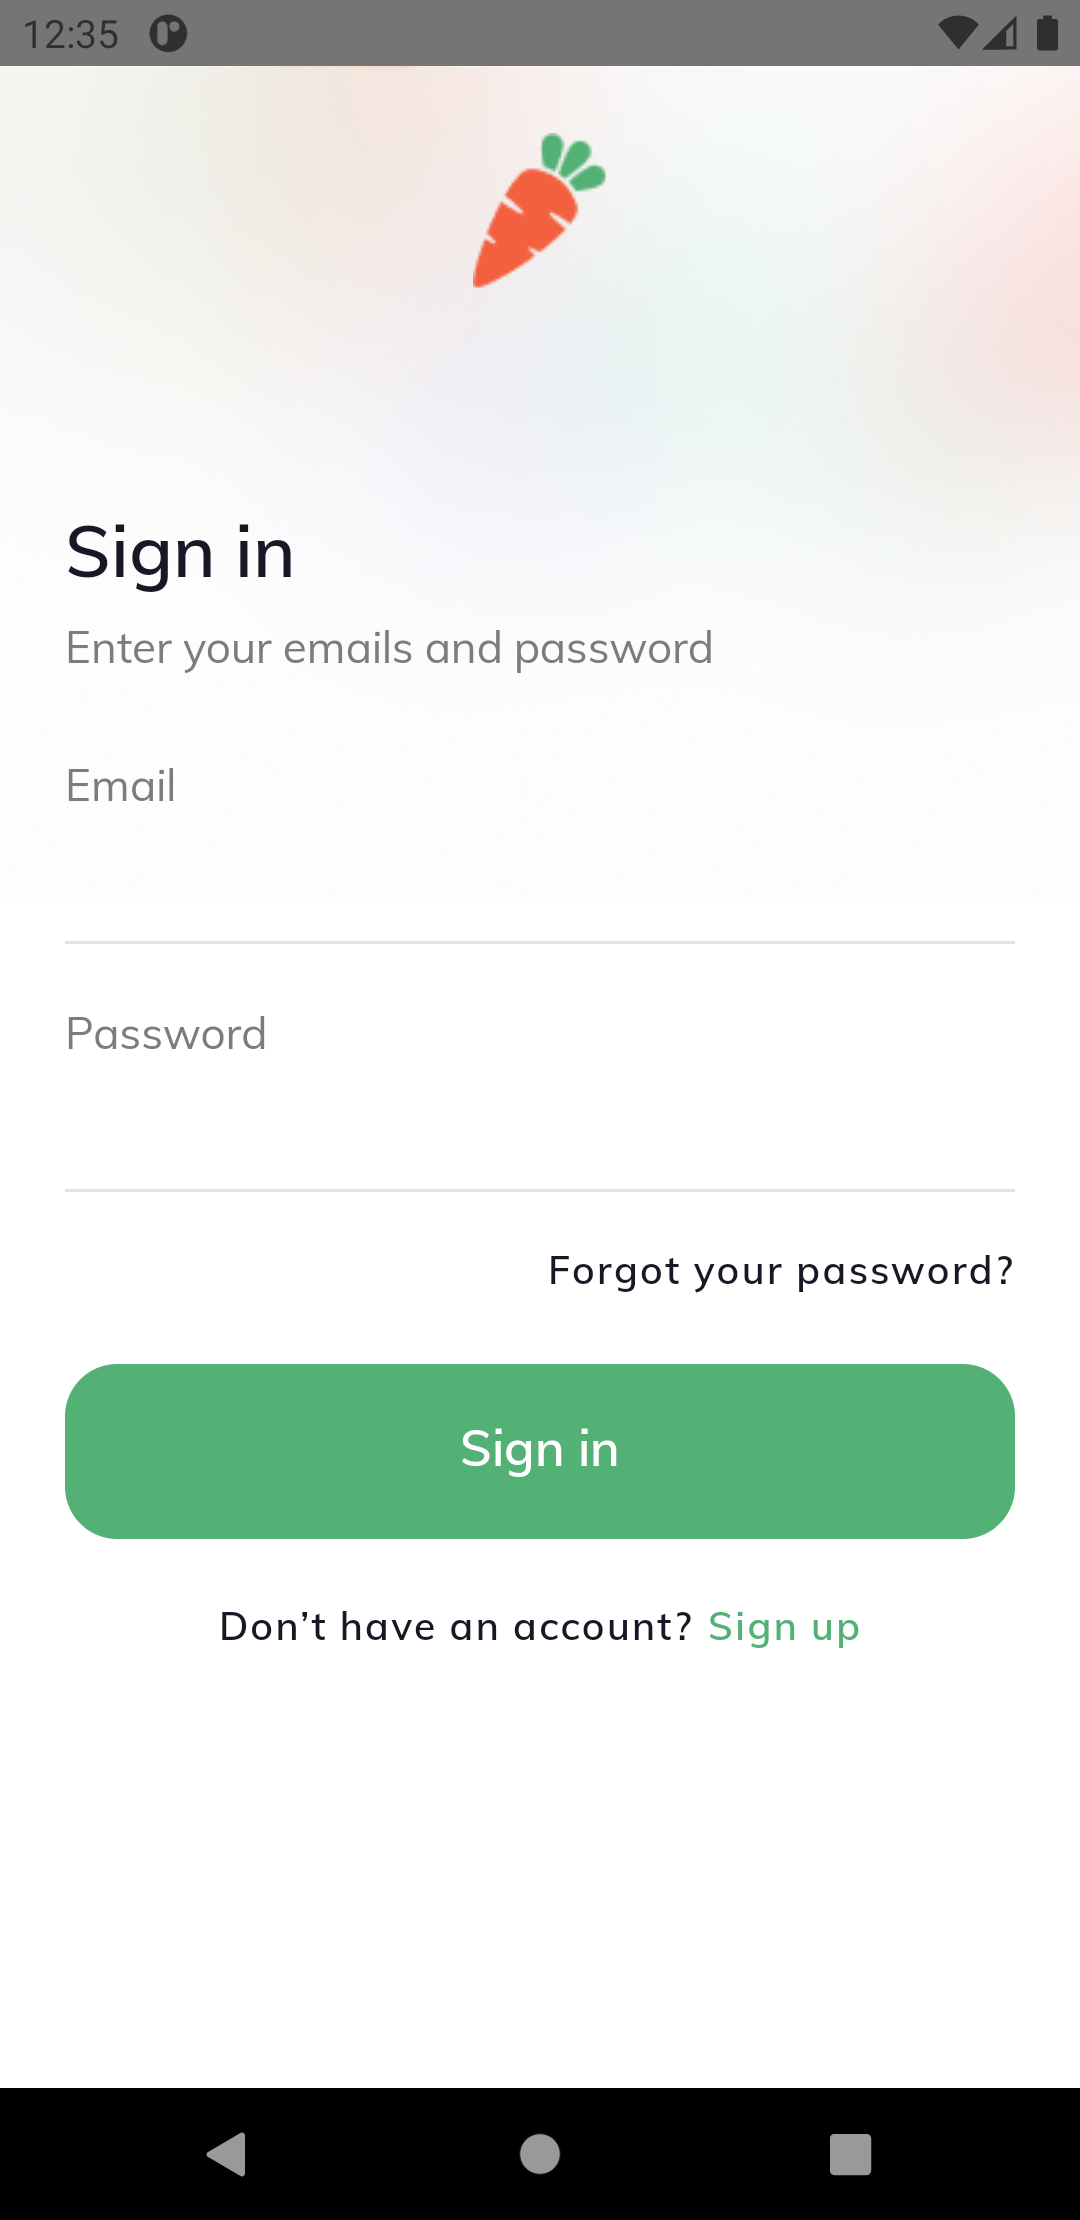 12:35
Sign in
Enter your emails and password
Email
Password
Forgot your password?
Sign in
Don’t have an account? Sign up